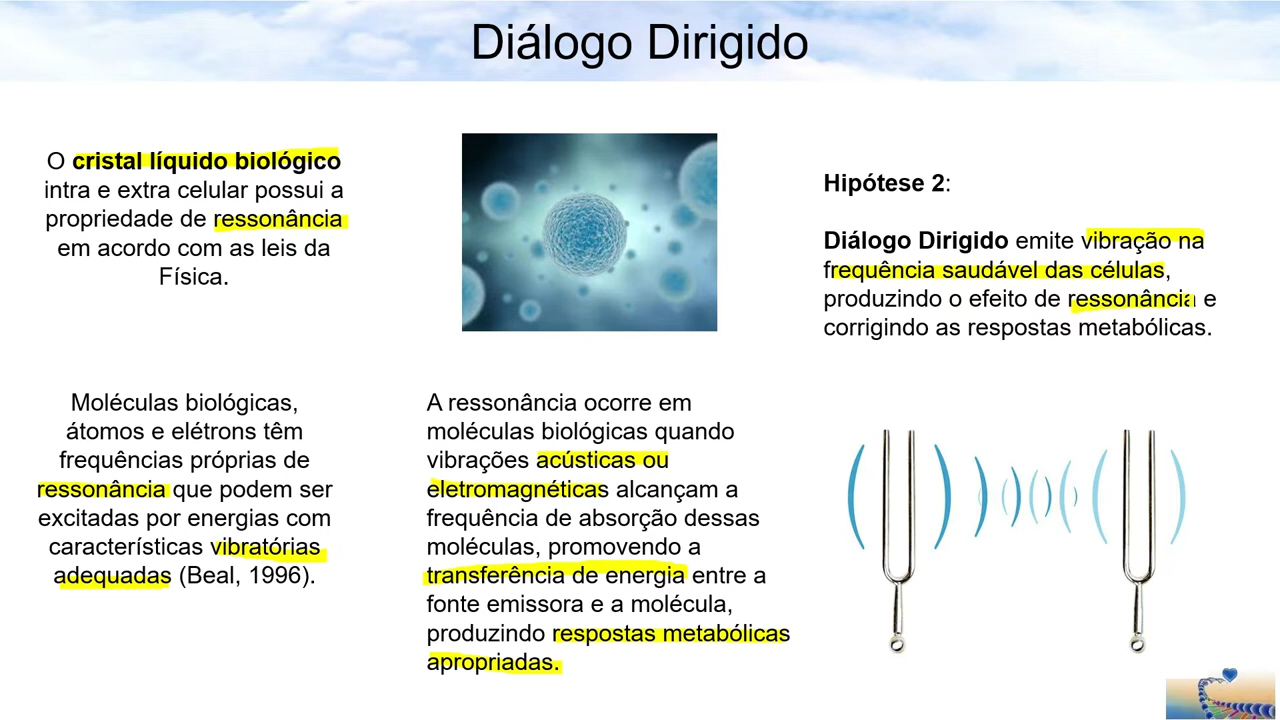 Diálogo Dirigido
O cristal líquido biológico
intra e extra celular possui a
propriedade de ressonância
em acordo com as leis da
Física.
Hipótese 2:
Diálogo Dirigido emite vibração na
frequência saudável das células,
produzindo o efeito de ressonância e
corrigindo as respostas metabólicas.
Moléculas biológicas,
átomos e elétrons têm
frequências próprias de
ressonância que podem ser
excitadas por energias com
características vibratórias
adequadas (Beal, 1996).
A ressonância ocorre em
moléculas biológicas quando
vibrações acústicas ou
eletromagnéticas alcançam a
frequência de absorção dessas
moléculas, promovendo a
transferência de energia entre a
fonte emissora e a molécula,
produzindo respostas metabólicas
apropriadas.